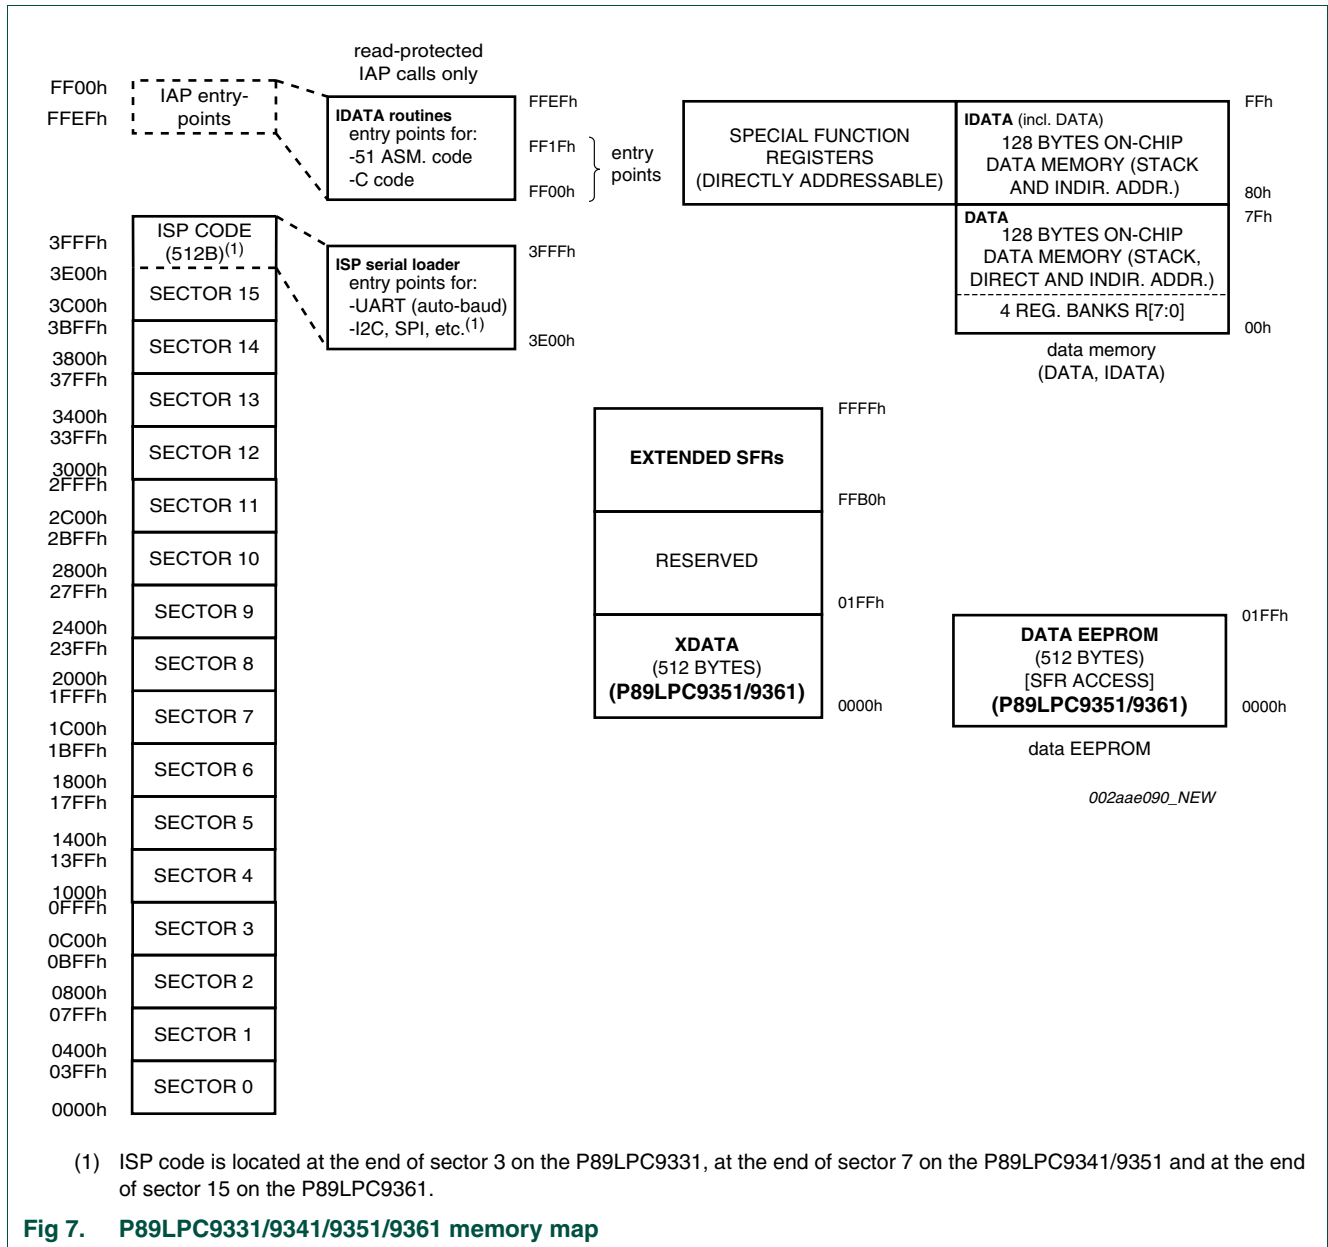 read-protected
IAP calls only
FF00h
FFEFh
IAP entry-
points
IDATA routines
entry points for:
-51 ASM. code
-C code
FFEFh
FF1Fh
FF00h
entry
points
SPECIAL FUNCTION
REGISTERS
(DIRECTLY ADDRESSABLE)
IDATA (incl. DATA)
128 BYTES ON-CHIP
DATA MEMORY (STACK
AND INDIR. ADDR.)
FFh
80h
DATA
128 BYTES ON-CHIP
DATA MEMORY (STACK,
DIRECT AND INDIR. ADDR.)
4 REG. BANKS R[7:0]
7Fh
00h
data memory
(DATA, IDATA)
ISP CODE
(512B)(1)
3FFFh
3E00h
ISP serial loader
entry points for:
-UART (auto-baud)
-I2C, SPI, etc.(1)
3FFFh
3E00h
SECTOR 15
3C00h
3BFFh
SECTOR 14
3800h
37FFh
SECTOR 13
3400h
33FFh
SECTOR 12
3000h
2FFFh
SECTOR 11
2C00h
2BFFh
SECTOR 10
2800h
27FFh
SECTOR 9
2400h
23FFh
SECTOR 8
2000h
1FFFh
SECTOR 7
1C00h
1BFFh
SECTOR 6
1800h
17FFh
SECTOR 5
1400h
13FFh
SECTOR 4
1000h
0FFFh
SECTOR 3
0C00h
0BFFh
SECTOR 2
0800h
07FFh
SECTOR 1
0400h
03FFh
SECTOR 0
0000h
FFFFh
EXTENDED SFRs
FFB0h
RESERVED
01FFh
XDATA
(512 BYTES)
(P89LPC9351/9361)
0000h
01FFh
DATA EEPROM
(512 BYTES)
[SFR ACCESS]
(P89LPC9351/9361)
0000h
data EEPROM
002aae090_NEW
(1) ISP code is located at the end of sector 3 on the P89LPC9331, at the end of sector 7 on the P89LPC9341/9351 and at the end
of sector 15 on the P89LPC9361.
Fig 7. P89LPC9331/9341/9351/9361 memory map